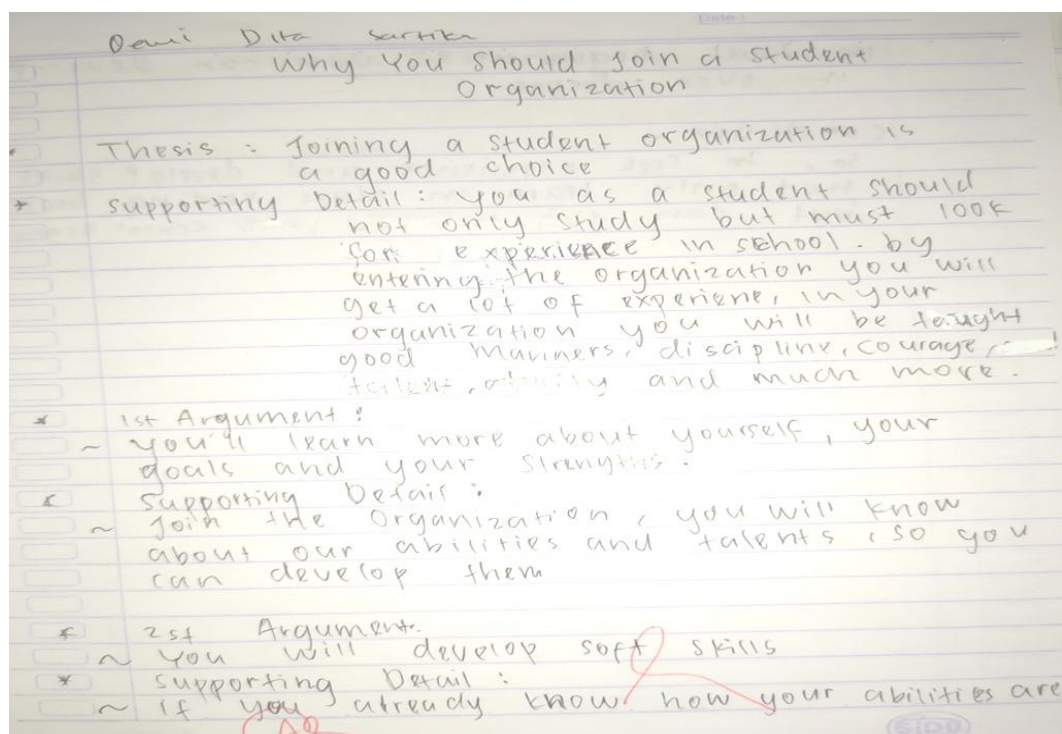 Date :
Dewi Dita Sartika
Why You Should Join a Student
Organization
Thesis : Joining a student organization is
a good choice
* supporting Detail : you as a student should
not only study but must look
for experience in school . by
entering the organization you will
get a lot of experiene, in your
organization you will be taught
good manners, discipline, courage,
talent, and much more .
* 1st Argument :
~ you'll learn more about yourself, your
goals and your strengths .
* Supporting Detail :
~ Join the Organization, you will know
about our abilities and talents, so you
can develop them
* 2st Argument.
~ You will develop soft skills
* Supporting Detail :
~ if you already know how your abilities are
SIDU